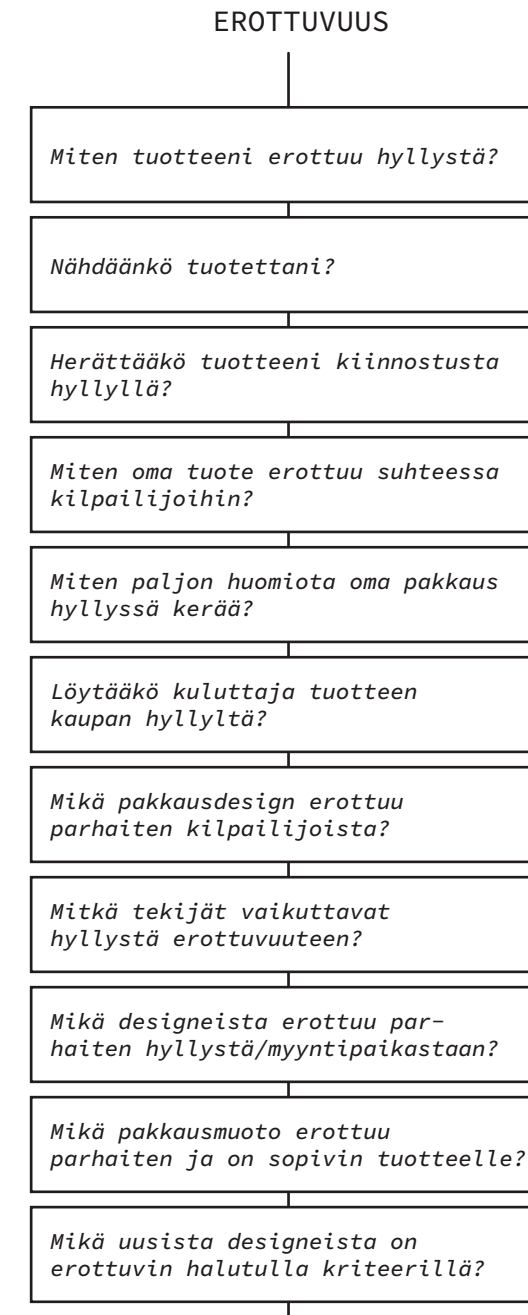 EROTTUVUUS
Miten tuotteeni erottuu hyllystä?
Nähdäänkö tuotettani?
Herättääkö tuotteeni kiinnostusta
hyllyllä?
Miten oma tuote erottuu suhteessa
kilpailijoihin?
Miten paljon huomiota oma pakkaus
hyllyssä kerää?
Löytääkö kuluttaja tuotteen
kaupan hyllyltä?
Mikä pakkausdesign erottuu
parhaiten kilpailijoista?
Mitkä tekijät vaikuttavat
hyllystä erottuvuuteen?
Mikä designeista erottuu par-
haiten hyllystä/myyntipaikastaan?
Mikä pakkausmuoto erottuu
parhaiten ja on sopivin tuotteelle?
Mikä uusista designeista on
erottuvin halutulla kriteerillä?